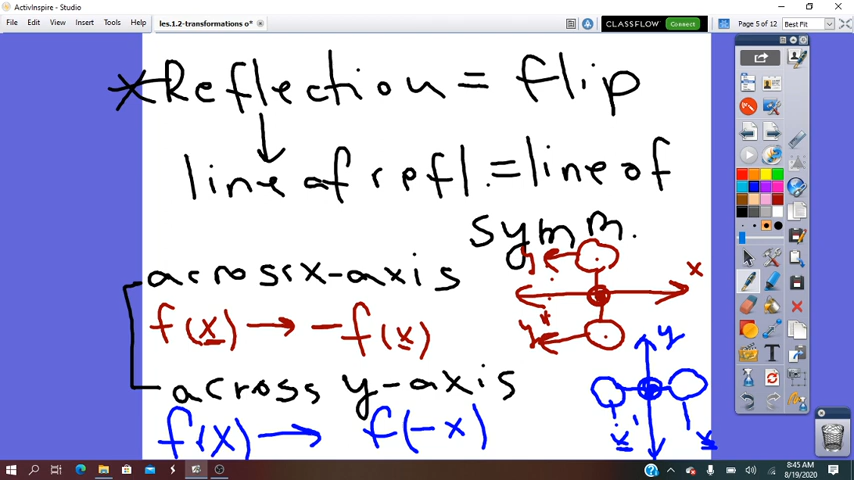 ActivInspire - Studio
File Edit View Insert Tools Help
les.1.2-transformations o*
CLASSFLOW Connect
Page 5 of 12
Best Fit
*Reflection = flip
line of refl. = line of
symm.
across x-axis
f(x) → -f(x)
y
x
y'
across y-axis
f(x) → f(-x)
y
x' x
8:45 AM
8/19/2020